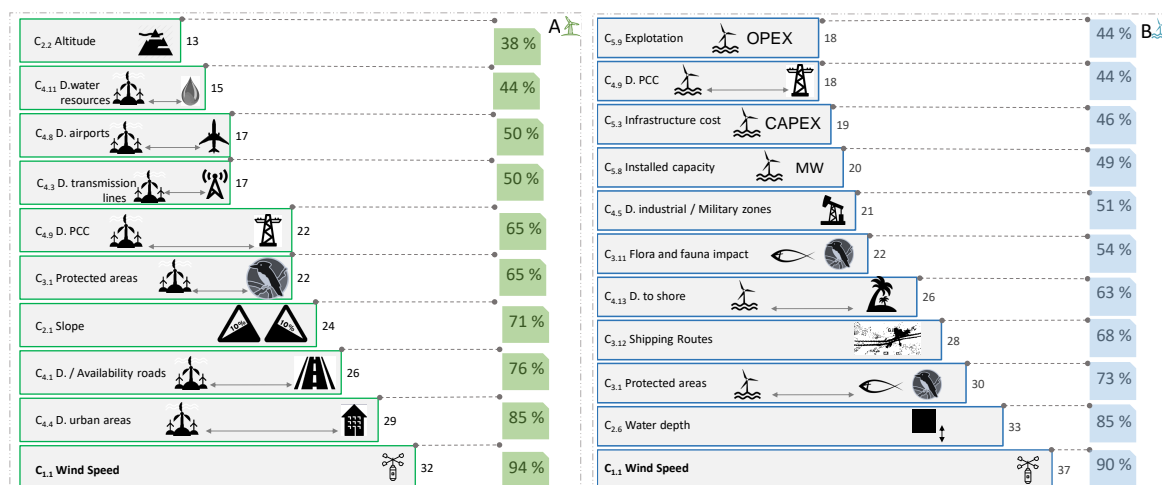 A
C2.2 Altitude 13 38 %
C4.11 D.water
resources 15 44 %
C4.8 D. airports 17 50 %
C4.3 D. transmission
lines 17 50 %
C4.9 D. PCC 22 65 %
C3.1 Protected areas 22 65 %
C2.1 Slope 10% 10% 24 71 %
C4.1 D. / Availability roads 26 76 %
C4.4 D. urban areas 29 85 %
C1.1 Wind Speed 32 94 %
B
C5.9 Explotation OPEX 18 44 %
C4.9 D. PCC 18 44 %
C5.3 Infrastructure cost CAPEX 19 46 %
C5.8 Installed capacity MW 20 49 %
C4.5 D. industrial / Military zones 21 51 %
C3.11 Flora and fauna impact 22 54 %
C4.13 D. to shore 26 63 %
C3.12 Shipping Routes 28 68 %
C3.1 Protected areas 30 73 %
C2.6 Water depth 33 85 %
C1.1 Wind Speed 37 90 %